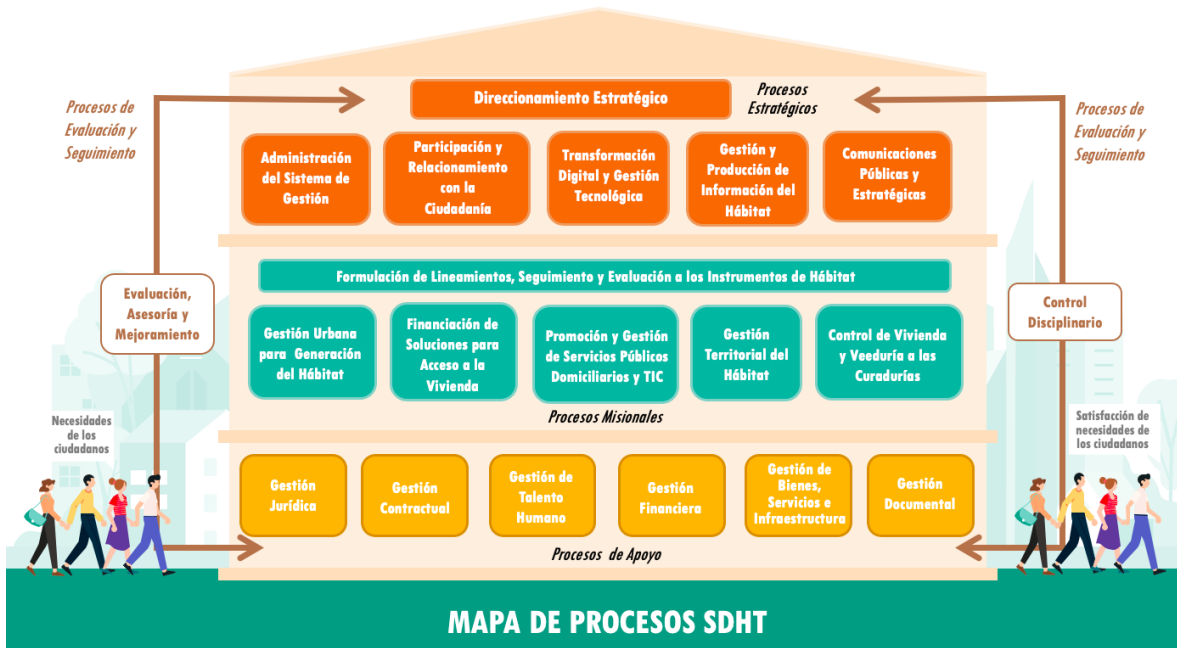 Direccionamiento Estratégico
Procesos
Estratégicos
Procesos de
Evaluación y
Seguimiento
Procesos de
Evaluación y
Seguimiento
Administración
del Sistema de
Gestión
Participación y
Relacionamiento
con la
Ciudadanía
Transformación
Digital y Gestión
Tecnológica
Gestión y
Producción de
Información del
Hábitat
Comunicaciones
Públicas y
Estratégicas
Formulación de Lineamientos, Seguimiento y Evaluación a los Instrumentos de Hábitat
Evaluación,
Asesoría y
Mejoramiento
Control
Disciplinario
Gestión Urbana
para Generación
del Hábitat
Financiación de
Soluciones para
Acceso a la
Vivienda
Promoción y Gestión
de Servicios Públicos
Domiciliarios y TIC
Gestión
Territorial del
Hábitat
Control de Vivienda
y Veeduría a las
Curadurías
Procesos Misionales
Necesidades
de los
ciudadanos
Satisfacción de
necesidades de
los ciudadanos
Gestión
Jurídica
Gestión
Contractual
Gestión de
Talento
Humano
Gestión
Financiera
Gestión de
Bienes,
Servicios e
Infraestructura
Gestión
Documental
Procesos de Apoyo
MAPA DE PROCESOS SDHT